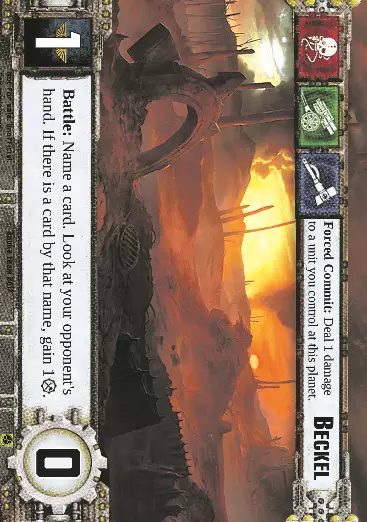 BECKEL
Forced Commit: Deal 1 damage
to a unit you control at this planet.
1
Battle: Name a card. Look at your opponent's
hand. If there is a card by that name, gain 1
0